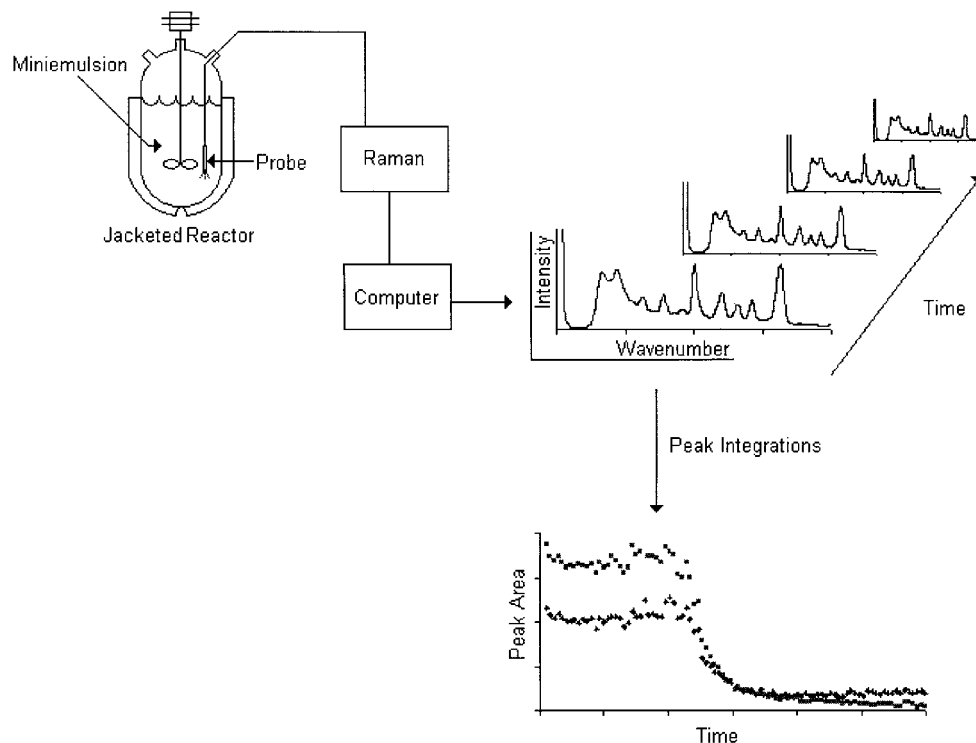 Miniemulsion
Probe
Jacketed Reactor
Raman
Computer
Intensity
Wavenumber
Time
Peak Integrations
Peak Area
Time